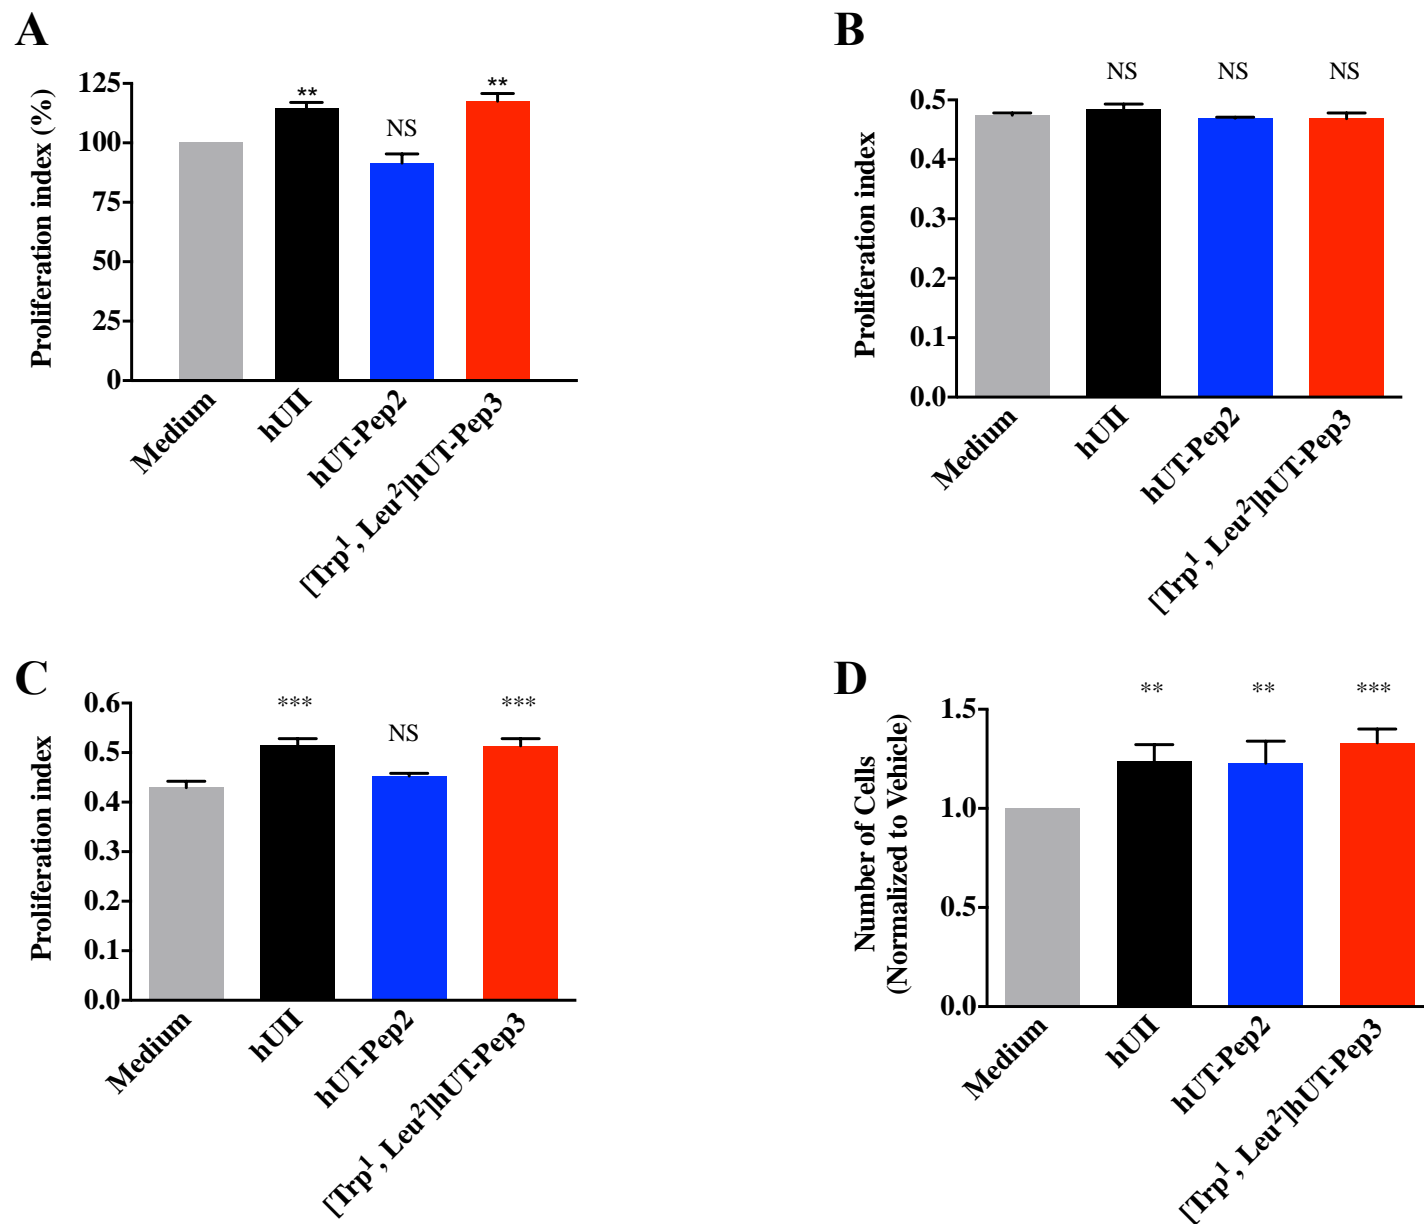 A
Proliferation index (%)
125
100
75
50
25
0
**
NS
**
Medium
hUII
hUT-Pep2
[Trp¹, Leu²]hUT-Pep3
B
Proliferation index
0.5
0.4
0.3
0.2
0.1
0.0
NS
NS
NS
Medium
hUII
hUT-Pep2
[Trp¹, Leu²]hUT-Pep3
C
Proliferation index
0.6
0.5
0.4
0.3
0.2
0.1
0.0
***
NS
***
Medium
hUII
hUT-Pep2
[Trp¹, Leu²]hUT-Pep3
D
Number of Cells
(Normalized to Vehicle)
1.5
1.0
0.5
0.0
**
**
***
Medium
hUII
hUT-Pep2
[Trp¹, Leu²]hUT-Pep3